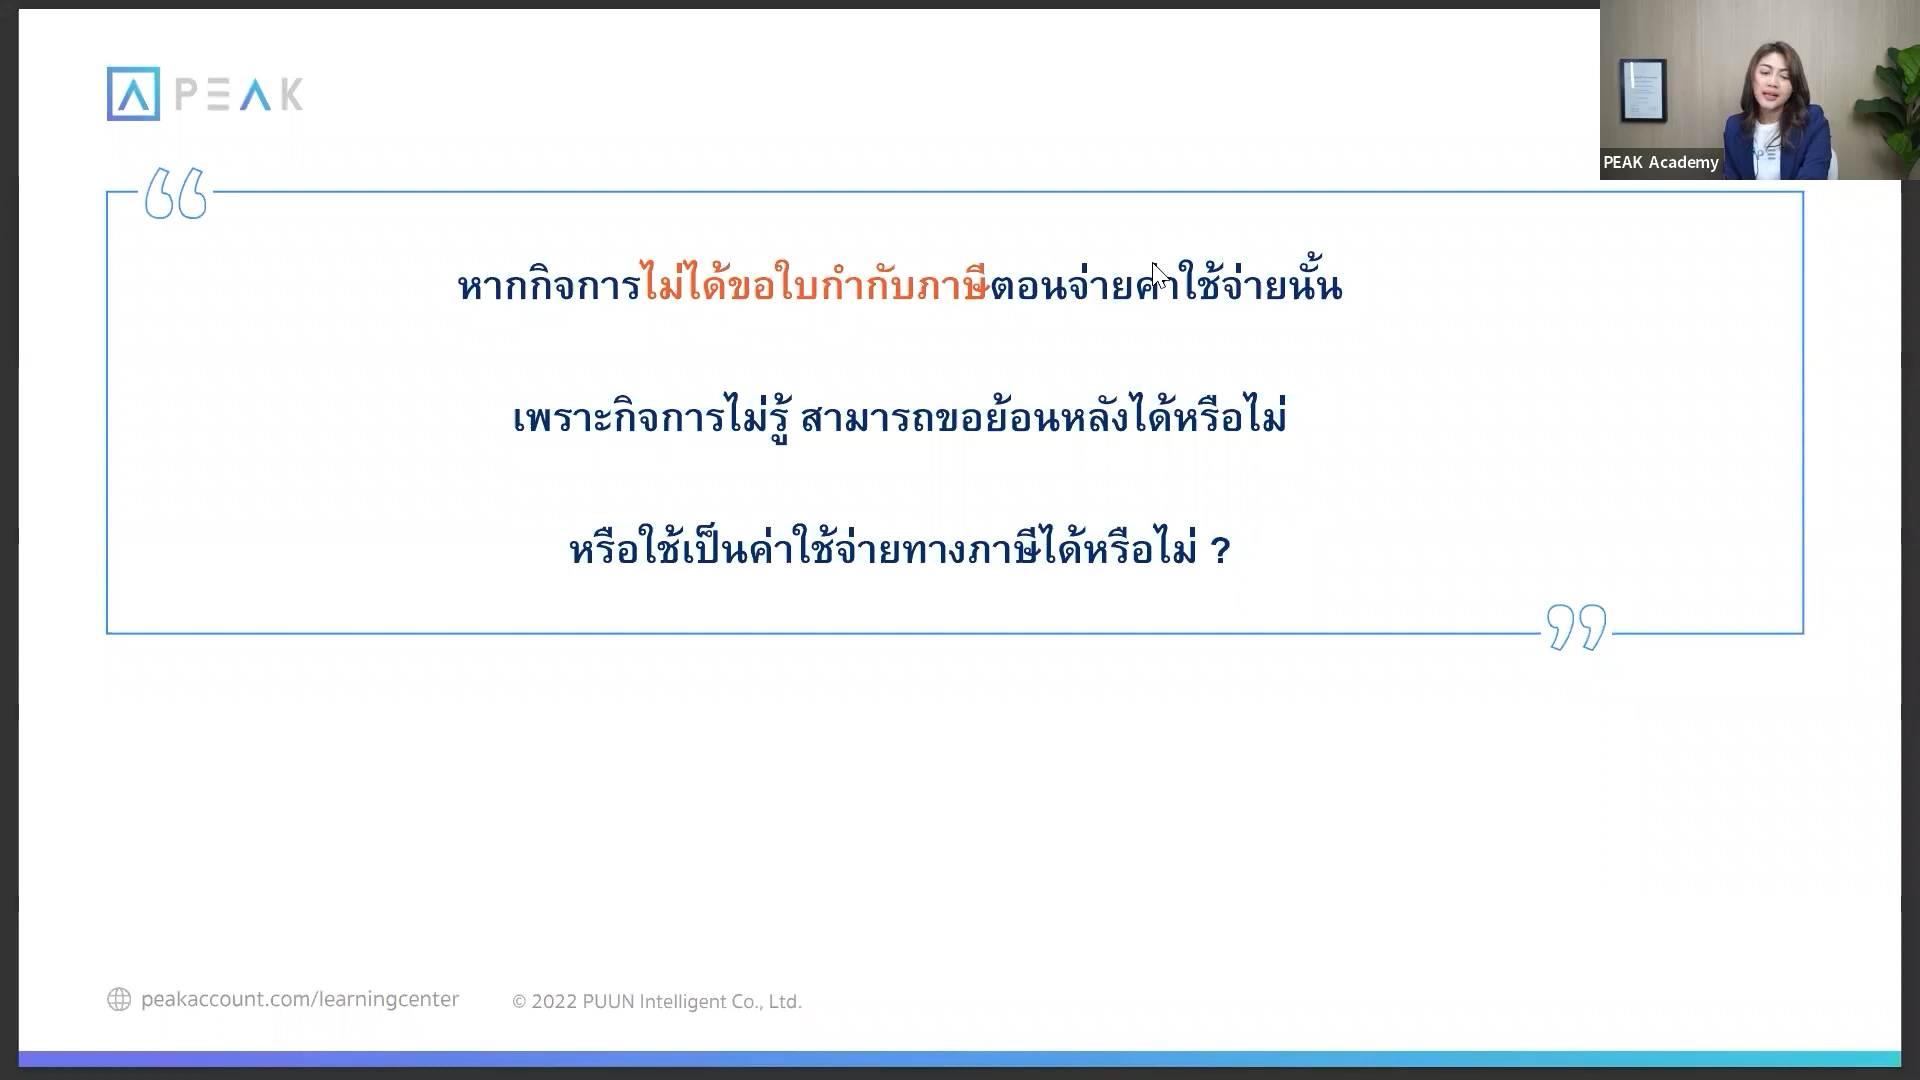 PEAK
PEAK Academy
หากกิจการไม่ได้ขอใบกำกับภาษีตอนจ่ายค่าใช้จ่ายนั้น
เพราะกิจการไม่รู้ สามารถขอย้อนหลังได้หรือไม่
หรือใช้เป็นค่าใช้จ่ายทางภาษีได้หรือไม่ ?
peakaccount.com/learningcenter
© 2022 PUUN Intelligent Co., Ltd.